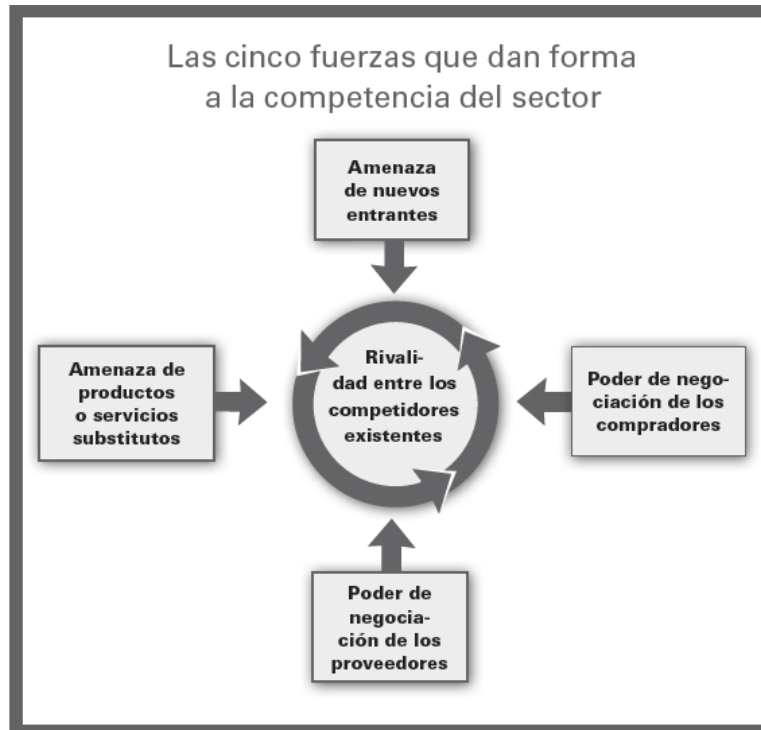 Las cinco fuerzas que dan forma
a la competencia del sector
Amenaza
de nuevos
entrantes
Amenaza de
productos
o servicios
substitutos
Rivali-
dad entre los
competidores
existentes
Poder de nego-
ciación de los
compradores
Poder de
negocia-
ción de los
proveedores